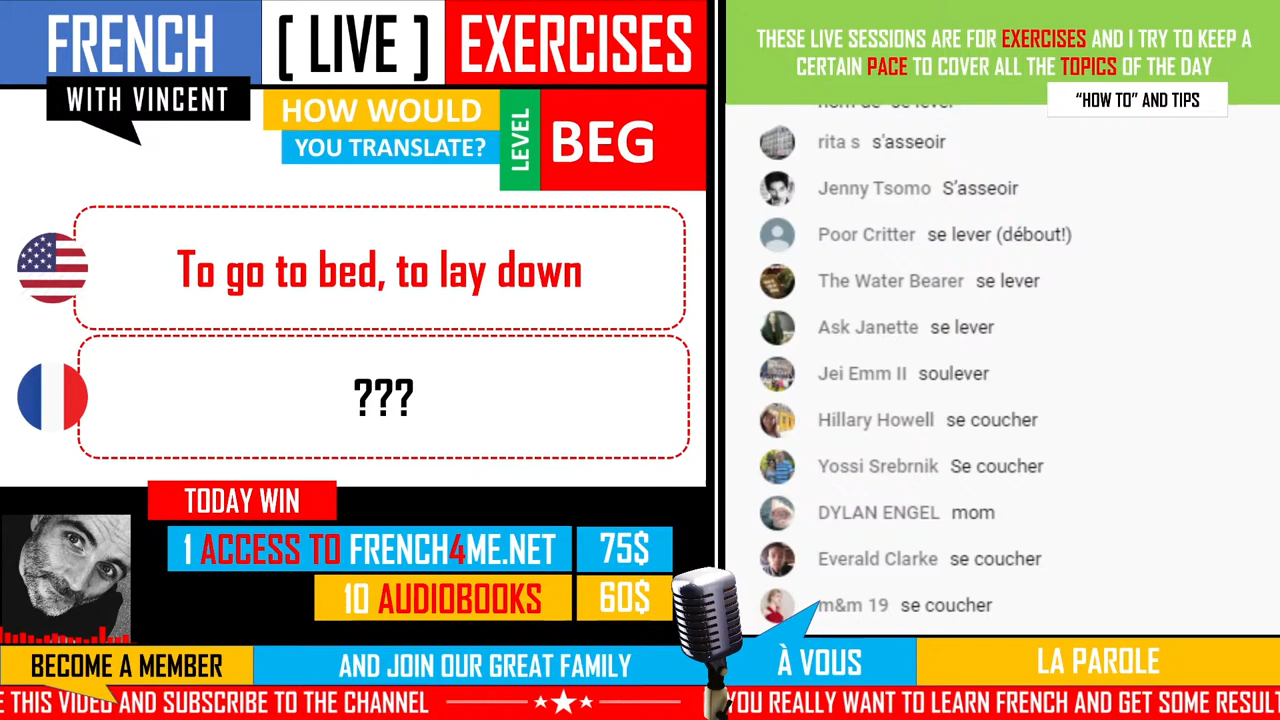 FRENCH
[ LIVE ]
EXERCISES
WITH VINCENT
HOW WOULD
YOU TRANSLATE?
LEVEL
BEG
To go to bed, to lay down
???
TODAY WIN
1 ACCESS TO FRENCH4ME.NET
75$
10 AUDIOBOOKS
60$
THESE LIVE SESSIONS ARE FOR EXERCISES AND I TRY TO KEEP A
CERTAIN PACE TO COVER ALL THE TOPICS OF THE DAY
"HOW TO" AND TIPS
rita s s'asseoir
Jenny Tsomo S’asseoir
Poor Critter se lever (débout!)
The Water Bearer se lever
Ask Janette se lever
Jei Emm II soulever
Hillary Howell se coucher
Yossi Srebrnik Se coucher
DYLAN ENGEL mom
Everald Clarke se coucher
m&m 19 se coucher
BECOME A MEMBER
AND JOIN OUR GREAT FAMILY
À VOUS
LA PAROLE
E THIS VIDEO AND SUBSCRIBE TO THE CHANNEL
YOU REALLY WANT TO LEARN FRENCH AND GET SOME RESUL